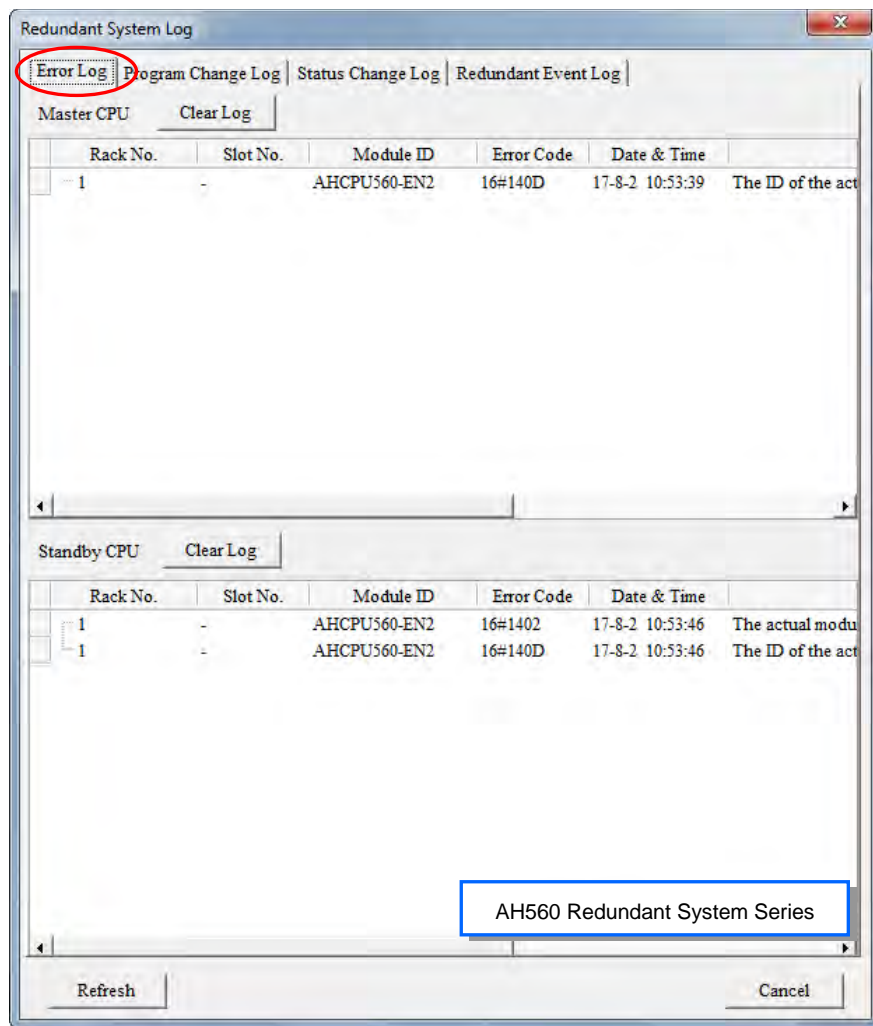 Redundant System Log
Error Log Program Change Log Status Change Log Redundant Event Log
Master CPU Clear Log
Rack No. Slot No. Module ID Error Code Date & Time
1 - AHCPU560-EN2 16#140D 17-8-2 10:53:39 The ID of the act
Standby CPU Clear Log
Rack No. Slot No. Module ID Error Code Date & Time
1 - AHCPU560-EN2 16#1402 17-8-2 10:53:46 The actual modu
1 - AHCPU560-EN2 16#140D 17-8-2 10:53:46 The ID of the act
AH560 Redundant System Series
Refresh Cancel